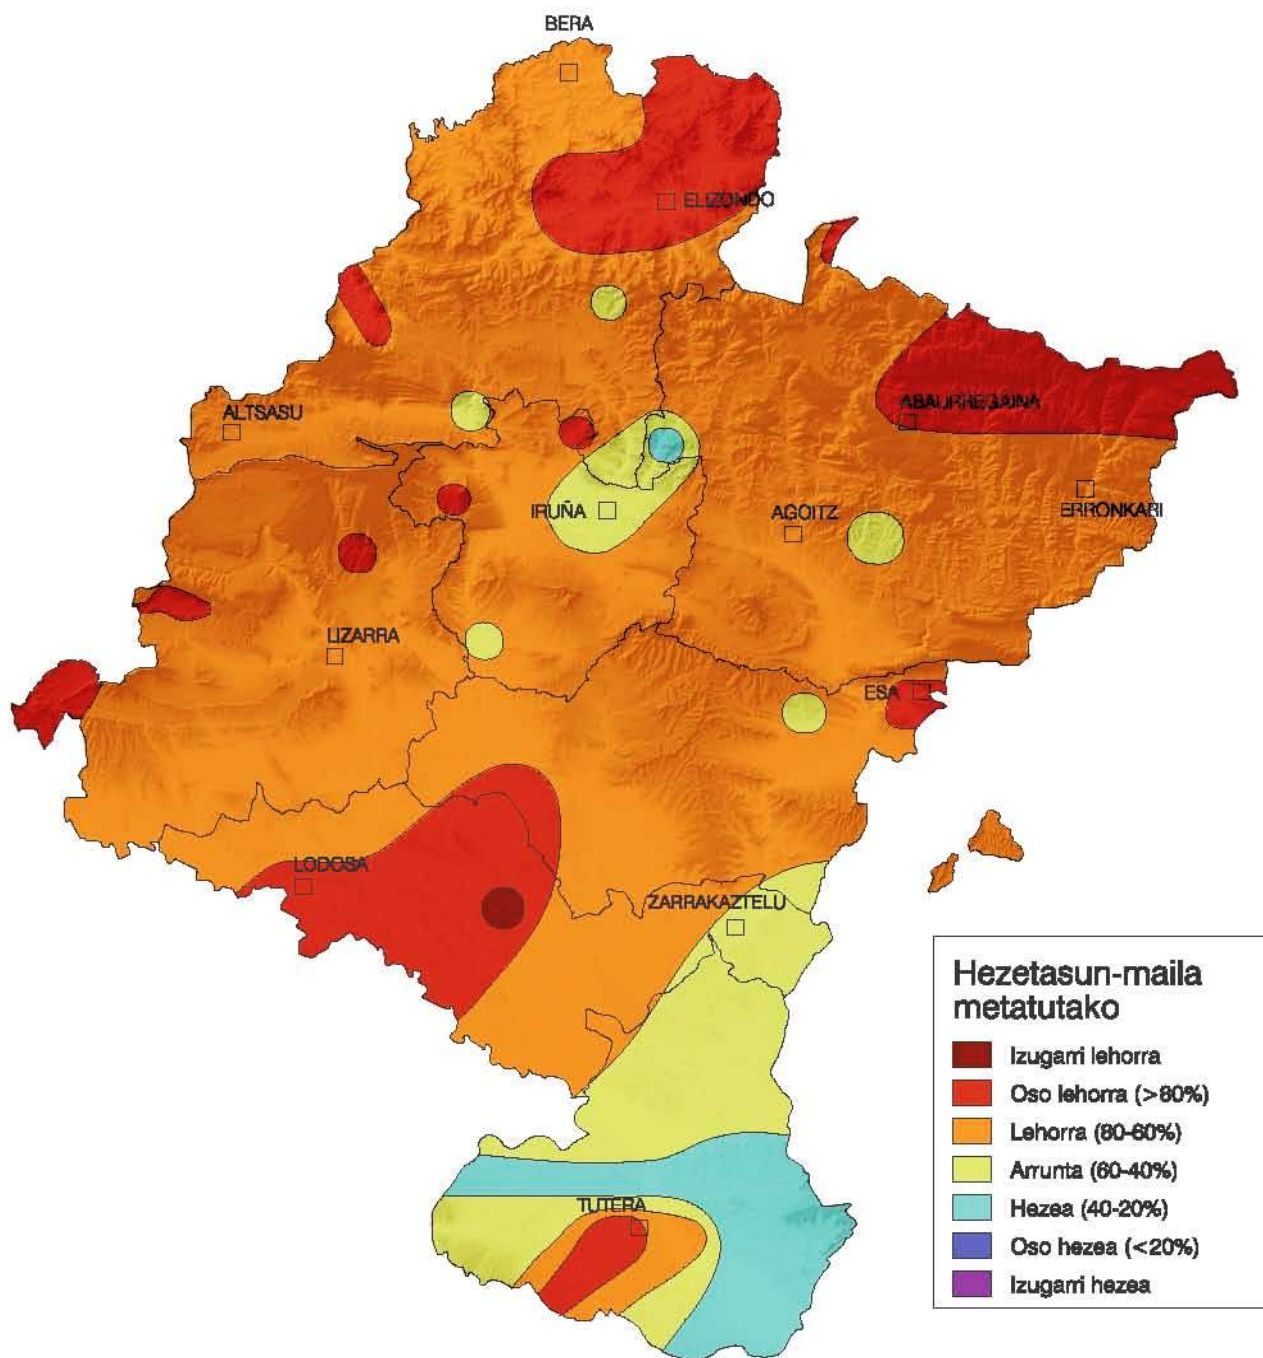 BERA
ELIZONDO
ALTSASU
ABAURREGAINA
IRUÑA
AGOITZ
ERRONKARI
LIZARRA
ESA
LODOSA
ZARRAKAZTELU
TUTERA
Hezetasun-maila
metatutako
Izugarri lehorra
Oso lehorra (>80%)
Lehorra (80-60%)
Arrunta (60-40%)
Hezea (40-20%)
Oso hezea (<20%)
Izugarri hezea